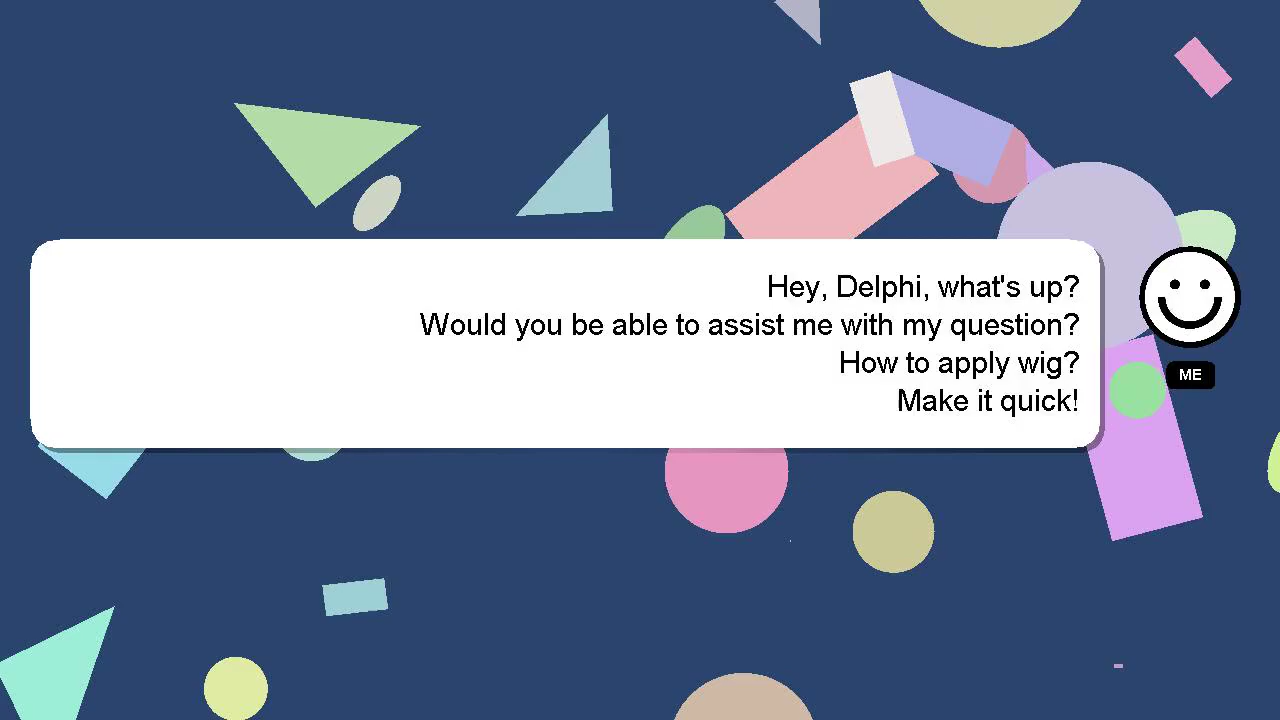 Hey, Delphi, what's up?
Would you be able to assist me with my question?
How to apply wig?
Make it quick!
ME